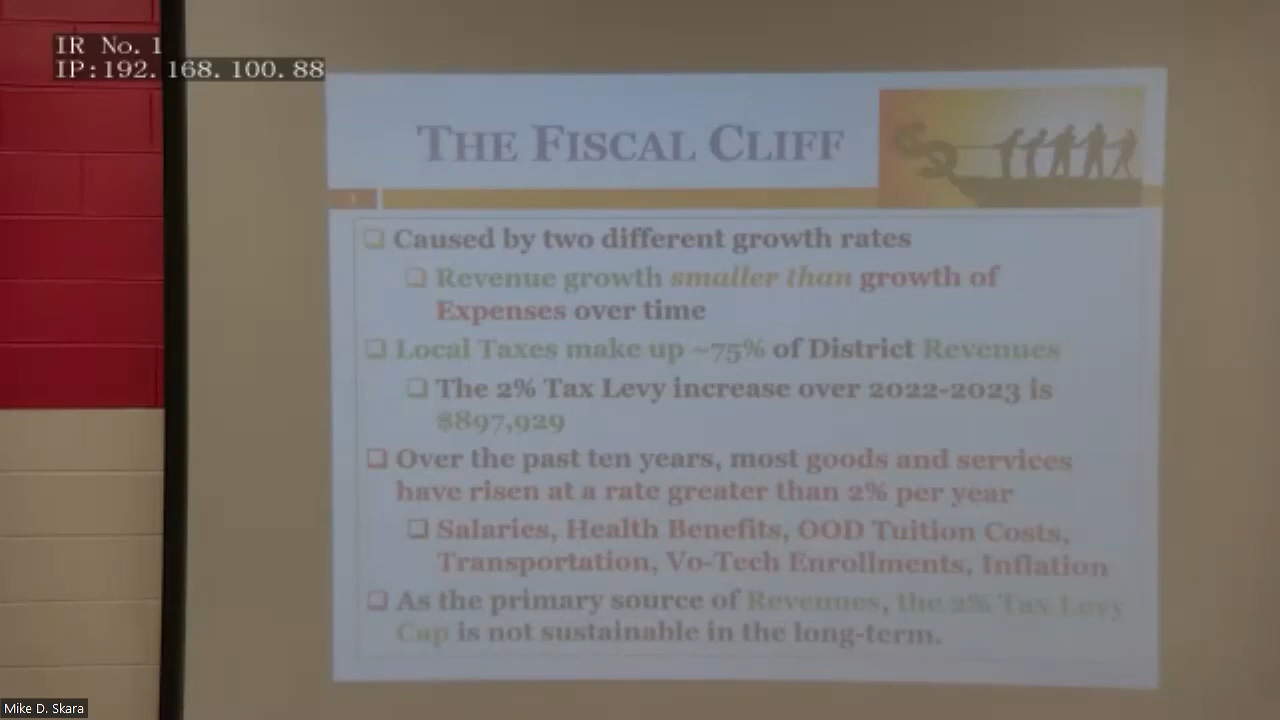 IR No. 1
IP:192.168.100.88
THE FISCAL CLIFF
Caused by two different growth rates
Revenue growth smaller than growth of
Expenses over time
Local Taxes make up ~75% of District Revenues
The 2% Tax Levy increase over 2022-2023 is
$897,929
Over the past ten years, most goods and services
have risen at a rate greater than 2% per year
Salaries, Health Benefits, OOD Tuition Costs,
Transportation, Vo-Tech Enrollments, Inflation
As the primary source of Revenues, the 2% Tax Levy
Cap is not sustainable in the long-term.
Mike D. Skara